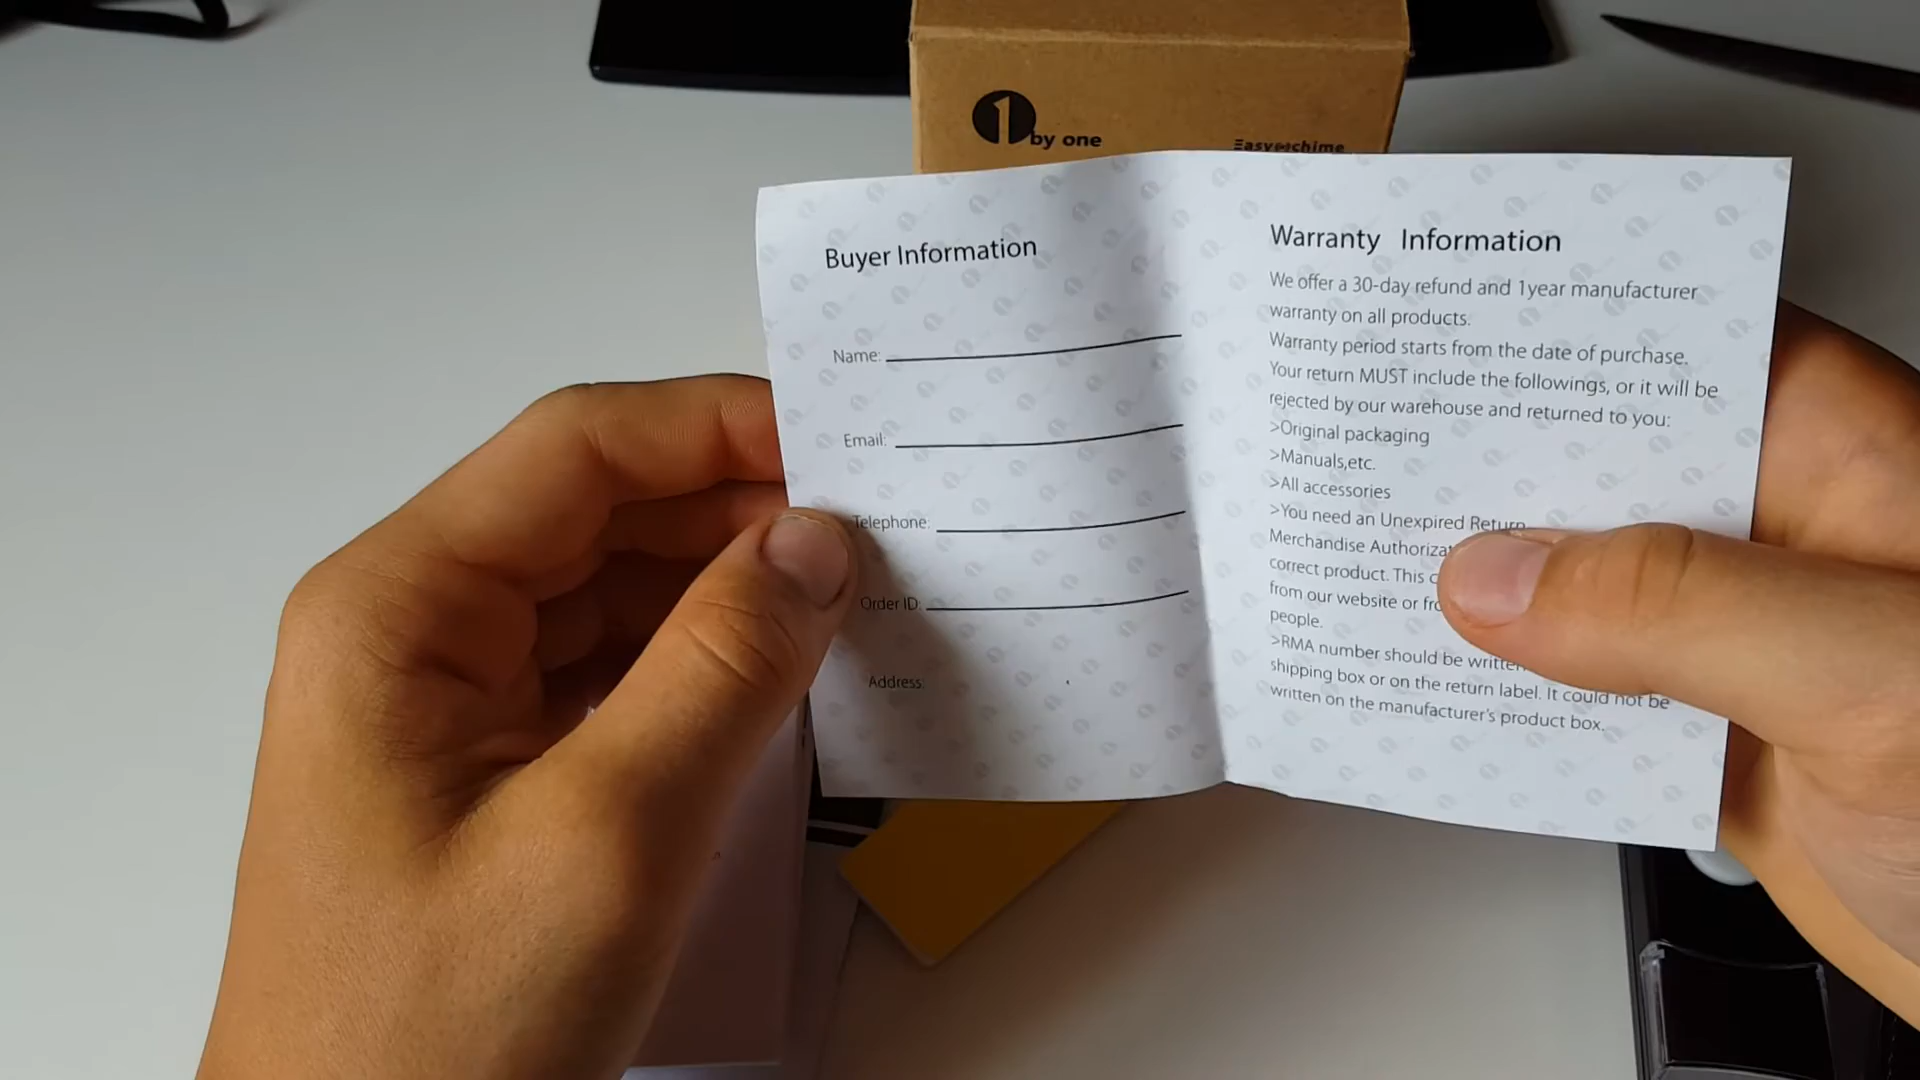 1 by one
Easy chime
Buyer Information
Name:
Email:
Telephone:
Order ID:
Address:
Warranty Information
We offer a 30-day refund and 1year manufacturer
warranty on all products.
Warranty period starts from the date of purchase.
Your return MUST include the followings, or it will be
rejected by our warehouse and returned to you:
>Original packaging
>Manuals,etc.
>All accessories
>You need an Unexpired Return
Merchandise
correct product. This
from our website or
people.
>RMA number should be written
shipping box or on the return label. It could not be
written on the manufacturer's product box.